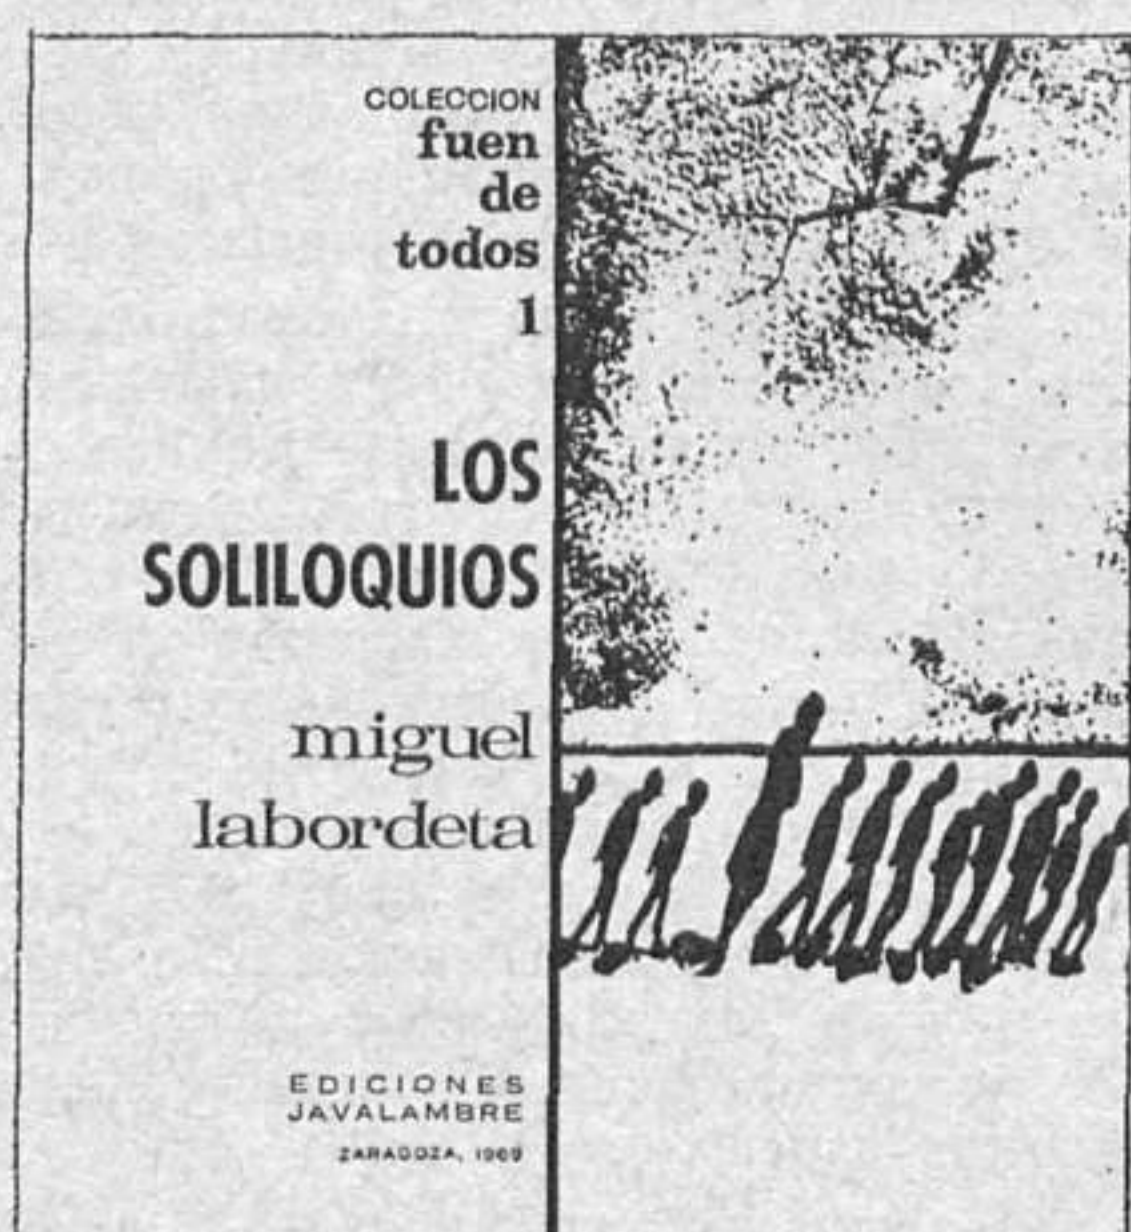 COLECCION
fuen
de
todos
1
LOS
SOLILOQUIOS
miguel
labordeta
EDICIONES
JAVALAMBRE
ZARAGOZA, 1969